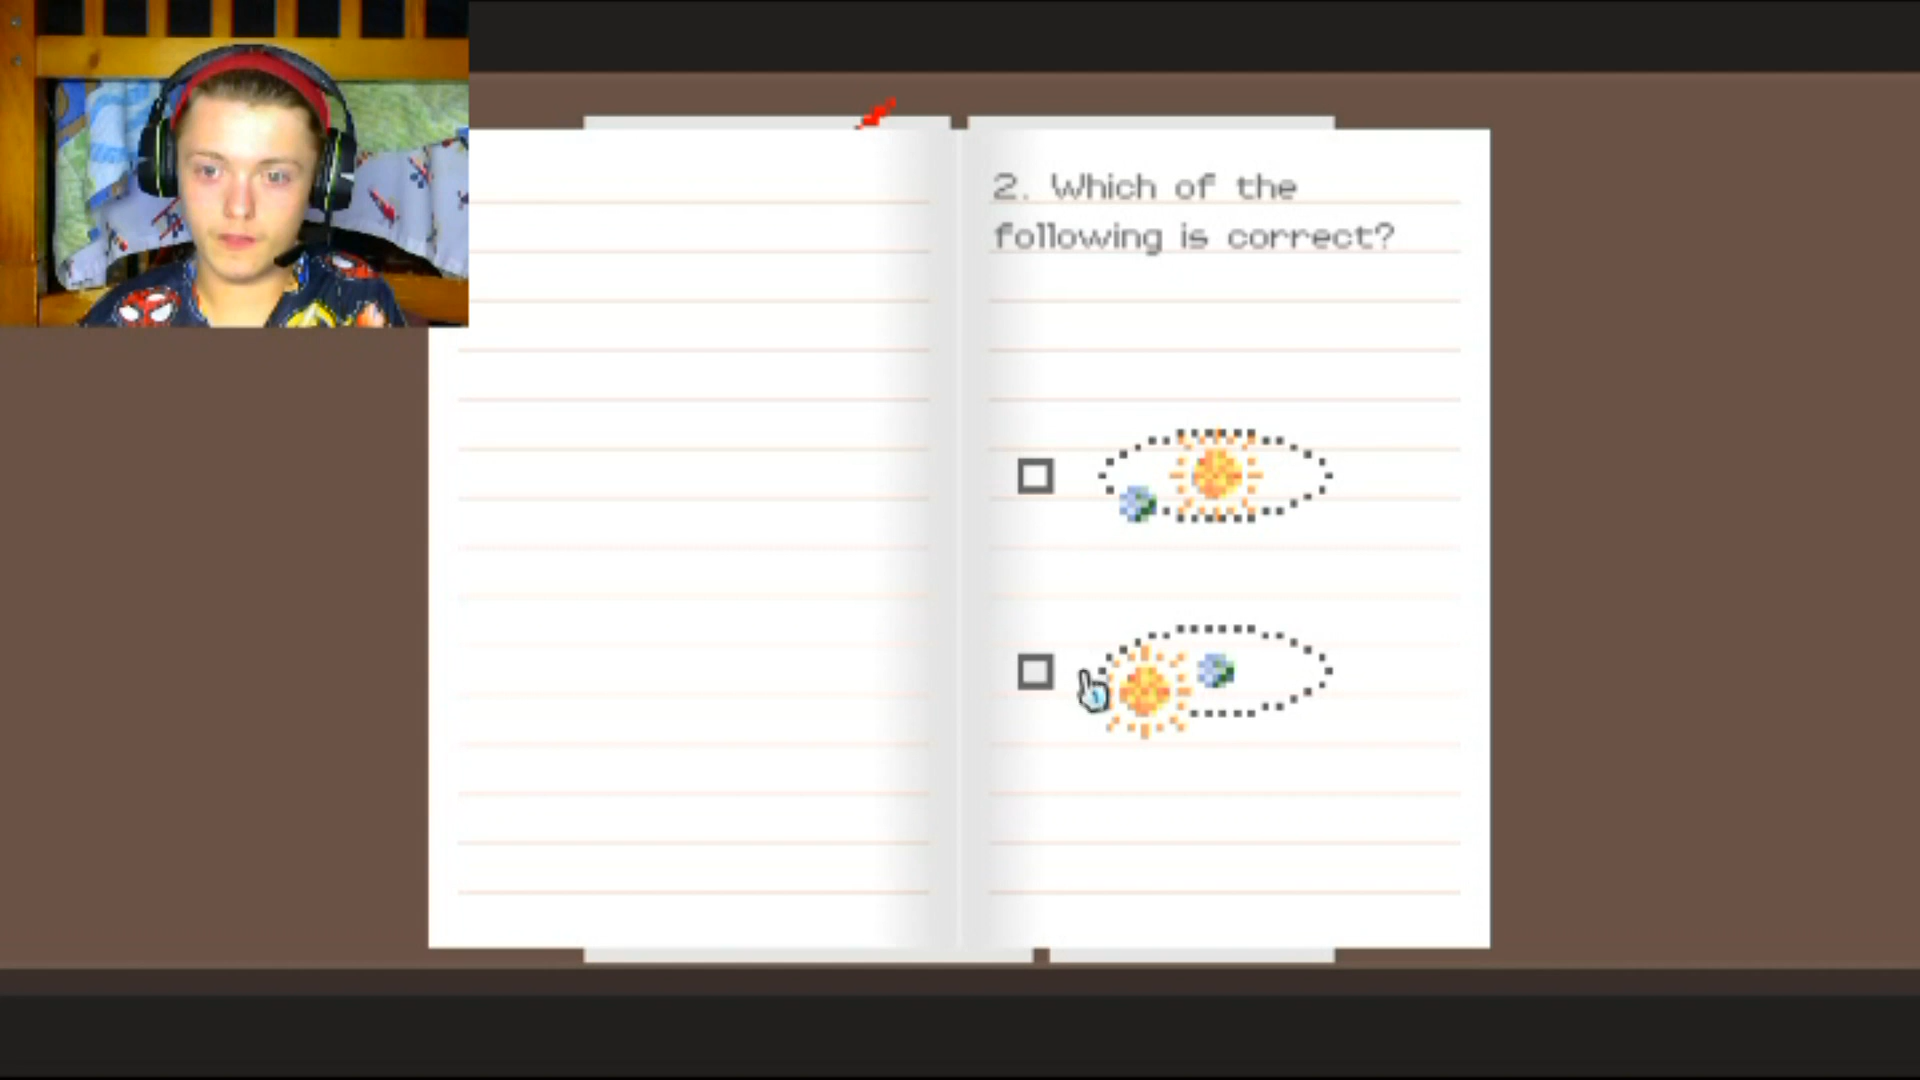 2. Which of the
following is correct?